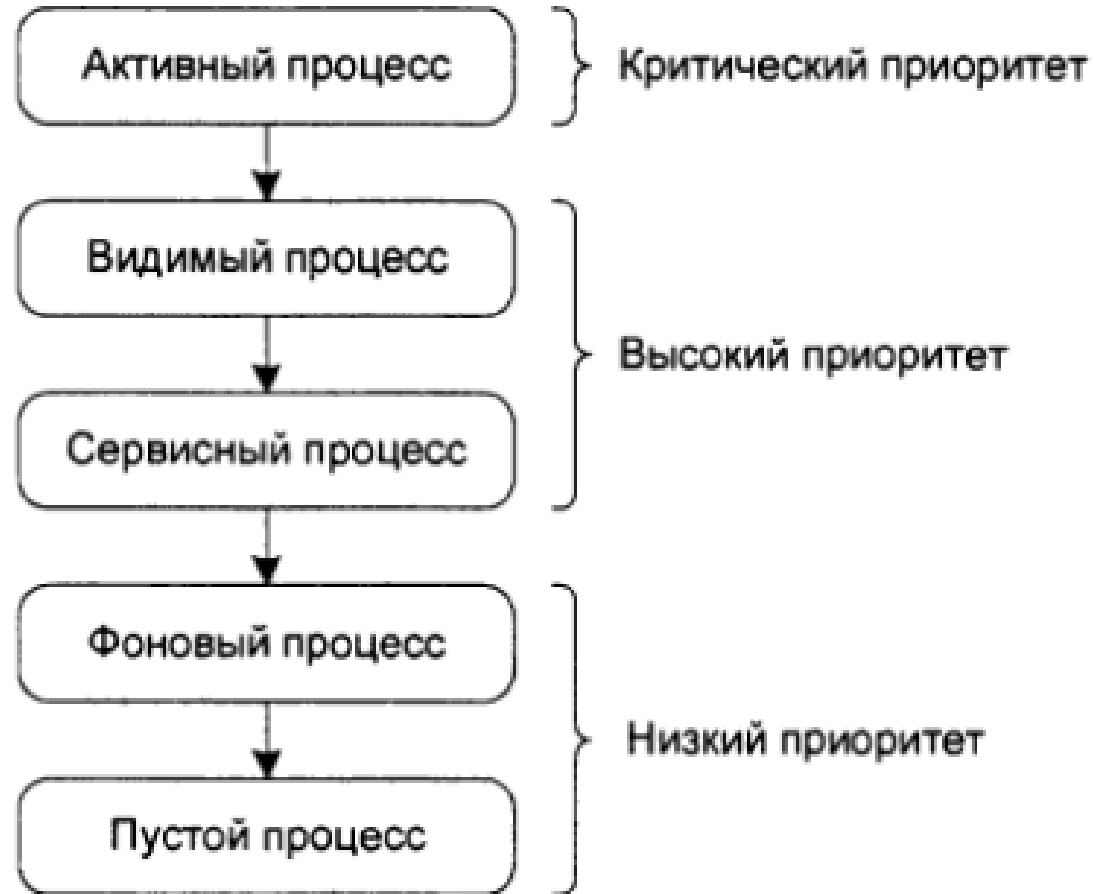 Активный процесс
Критический приоритет
Видимый процесс
Высокий приоритет
Сервисный процесс
Фоновый процесс
Низкий приоритет
Пустой процесс